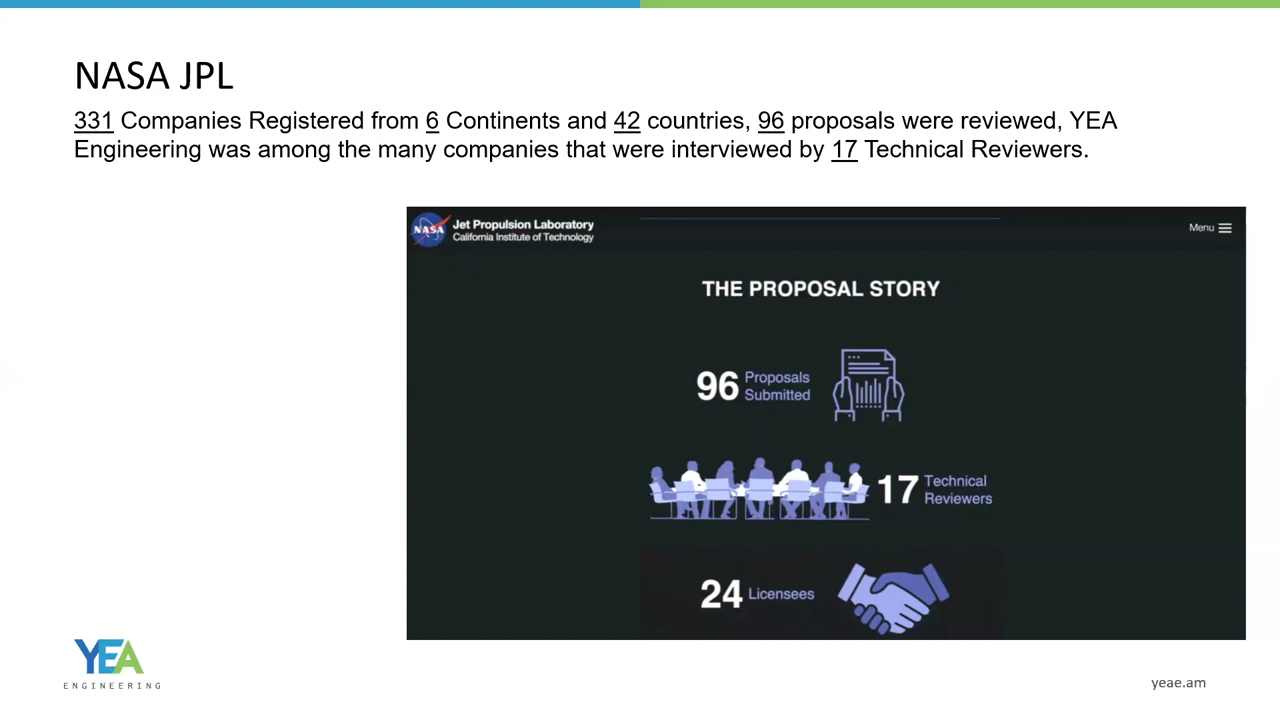 NASA JPL
331 Companies Registered from 6 Continents and 42 countries, 96 proposals were reviewed, YEA
Engineering was among the many companies that were interviewed by 17 Technical Reviewers.
NASA
Jet Propulsion Laboratory
California Institute of Technology
Menu
THE PROPOSAL STORY
96 Proposals
Submitted
17 Technical
Reviewers
24 Licensees
YEA
ENGINEERING
yeae.am